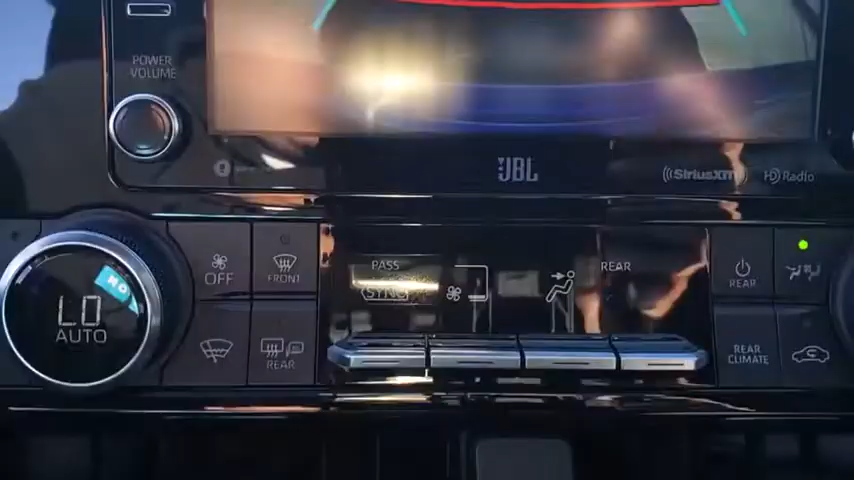 POWER
VOLUME
JBL
SiriusXM
HD Radio
LO
AUTO
OFF
FRONT
REAR
PASS
SYNC
REAR
REAR
REAR
CLIMATE